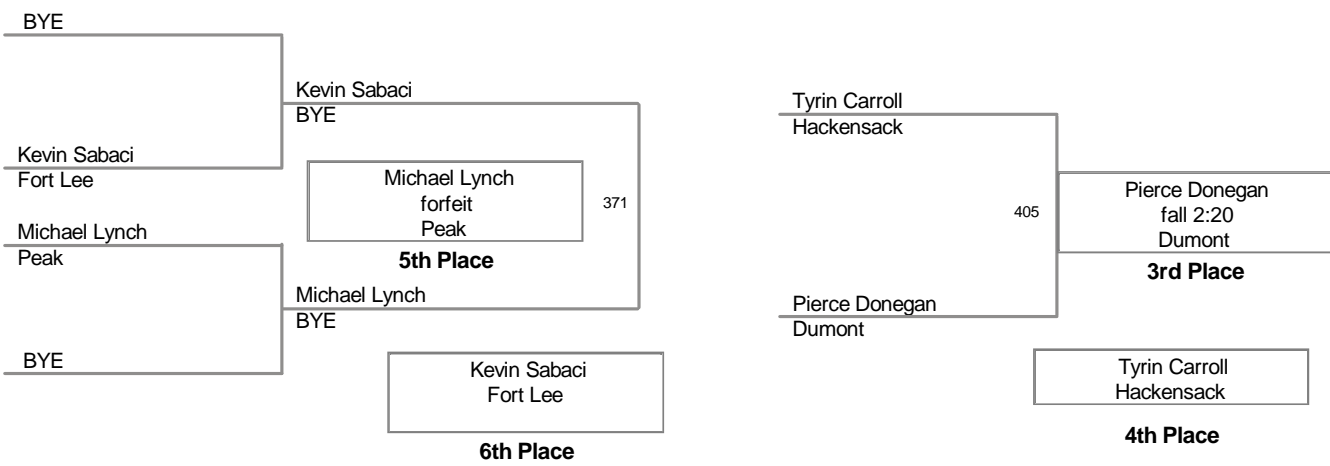 BYE
Kevin Sabaci
BYE
Kevin Sabaci
Fort Lee
Michael Lynch
forfeit
Peak
371
5th Place
Michael Lynch
Peak
Michael Lynch
BYE
BYE
Kevin Sabaci
Fort Lee
6th Place
Tyrin Carroll
Hackensack
405
Pierce Donegan
fall 2:20
Dumont
3rd Place
Pierce Donegan
Dumont
Tyrin Carroll
Hackensack
4th Place